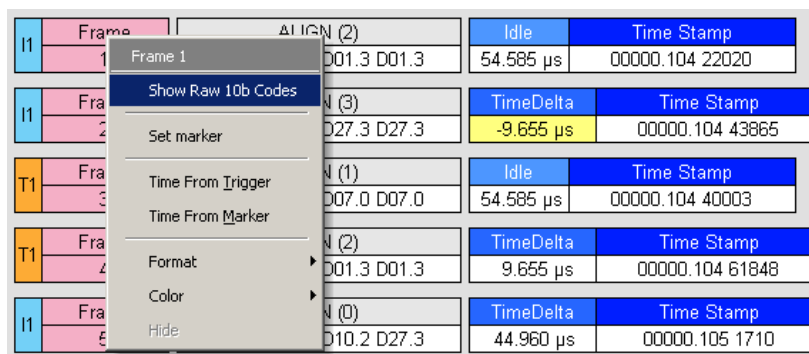 I1 Frame ALIGN (2) Idle Time Stamp
1 D01.3 D01.3 54.585 µs 00000.104 22020
Frame 1
Show Raw 10b Codes
Set marker
Time From Trigger
Time From Marker
Format
Color
Hide
I1 Fra (3) TimeDelta Time Stamp
2 D27.3 D27.3 -9.655 µs 00000.104 43865
T1 Fra (1) Idle Time Stamp
3 D07.0 D07.0 54.585 µs 00000.104 40003
T1 Fra (2) TimeDelta Time Stamp
4 D01.3 D01.3 9.655 µs 00000.104 61848
I1 Fra (0) TimeDelta Time Stamp
5 D10.2 D27.3 44.960 µs 00000.105 1710